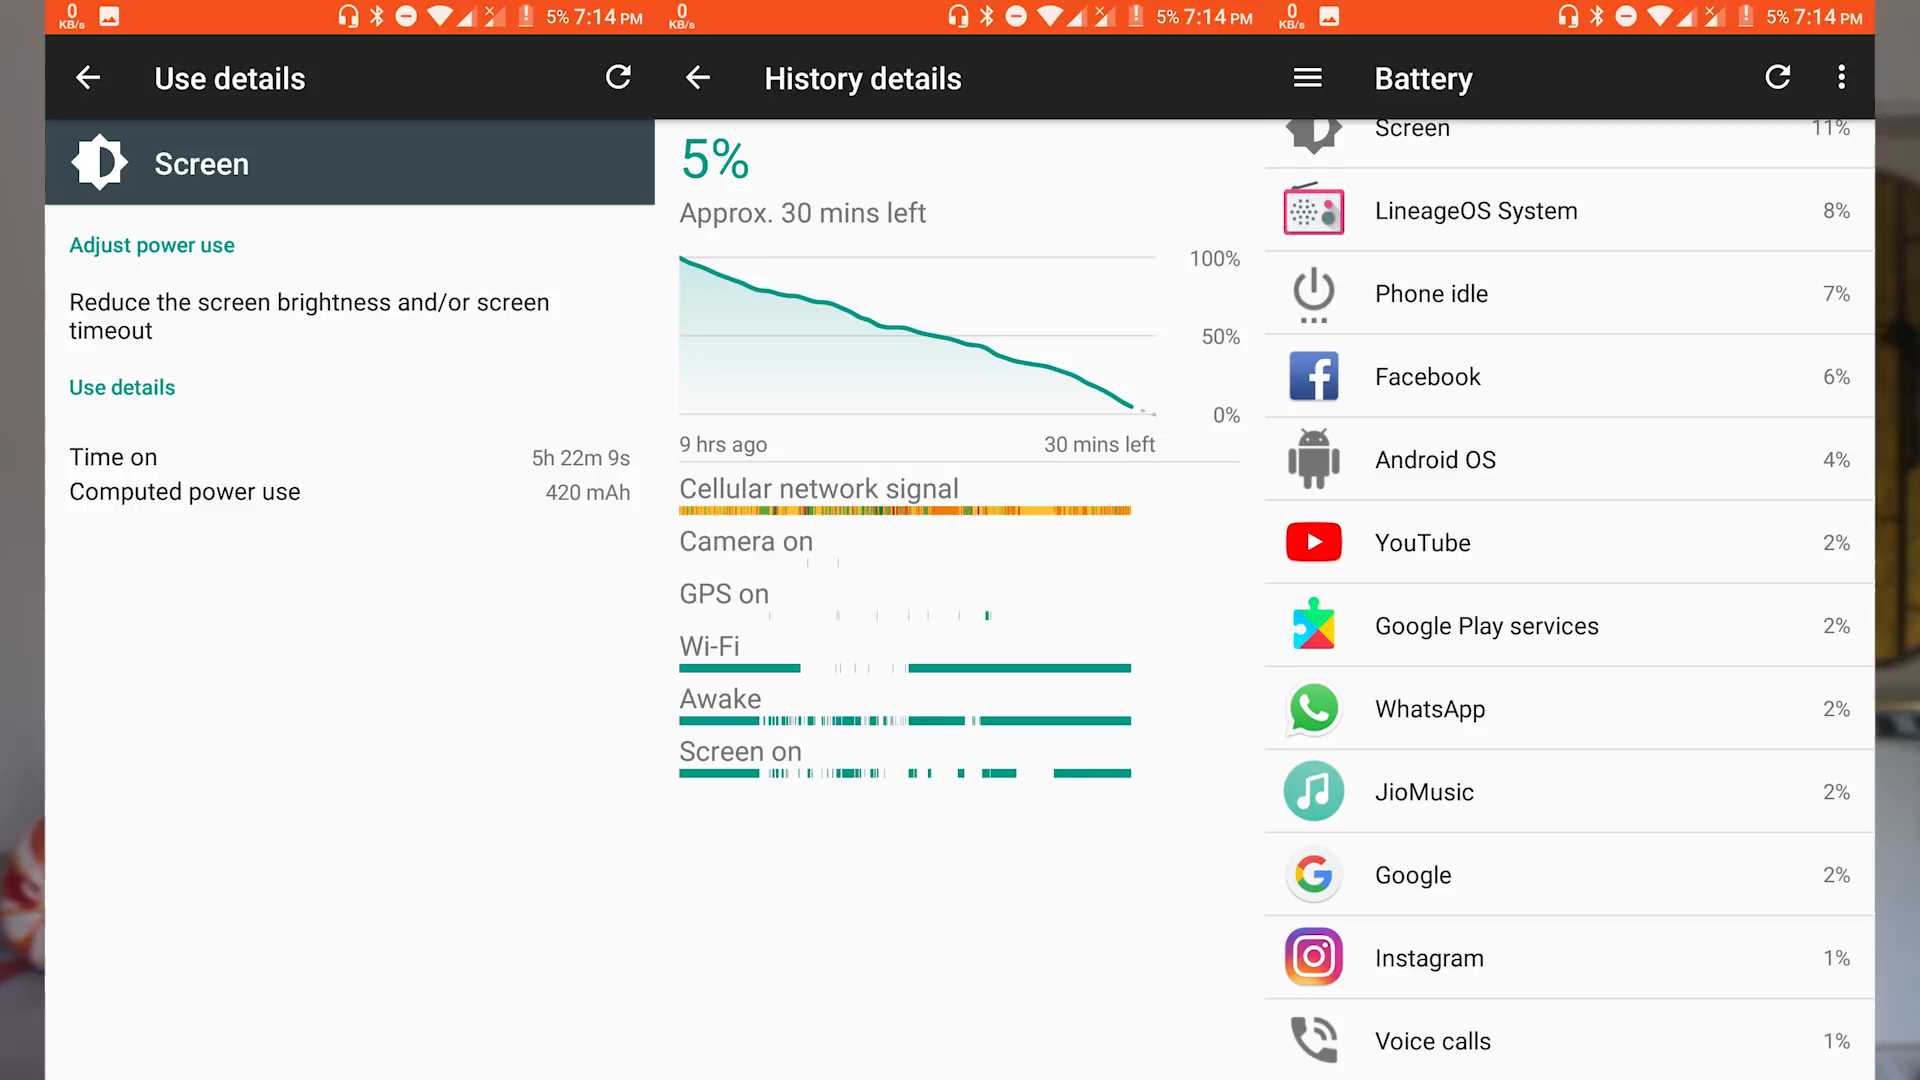 0
KB/s
5% 7:14 PM
Use details
Screen
Adjust power use
Reduce the screen brightness and/or screen
timeout
Use details
Time on 5h 22m 9s
Computed power use 420 mAh
0
KB/s
5% 7:14 PM
History details
5%
Approx. 30 mins left
100%
50%
0%
9 hrs ago 30 mins left
Cellular network signal
Camera on
GPS on
Wi-Fi
Awake
Screen on
0
KB/s
5% 7:14 PM
Battery
Screen 11%
LineageOS System 8%
Phone idle 7%
Facebook 6%
Android OS 4%
YouTube 2%
Google Play services 2%
WhatsApp 2%
JioMusic 2%
Google 2%
Instagram 1%
Voice calls 1%